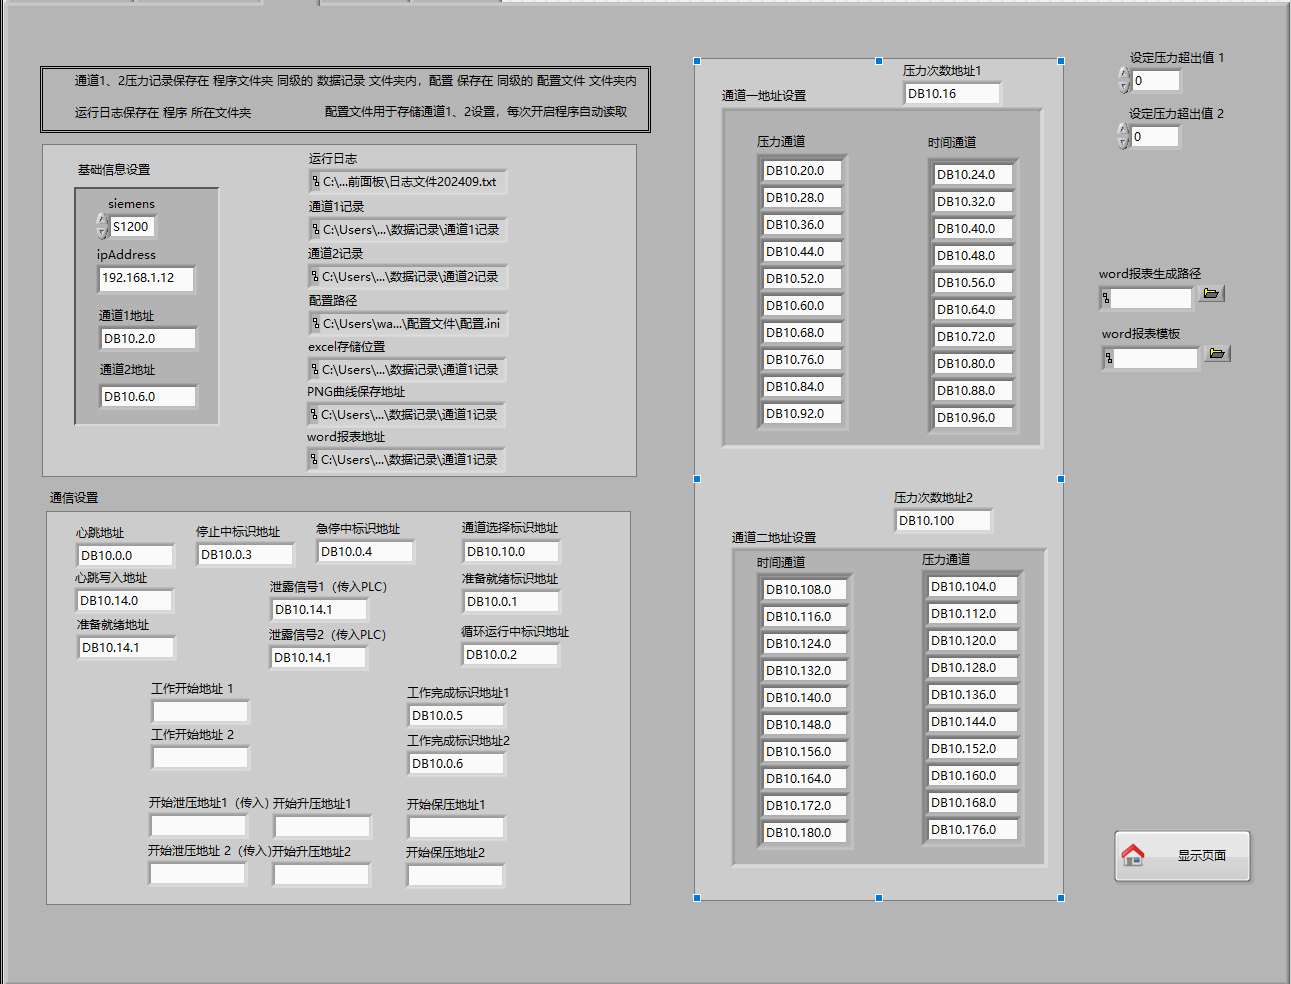 通道1、2压力记录保存在 程序文件夹 同级的 数据记录 文件夹内，配置 保存在 同级的 配置文件 文件夹内
运行日志保存在 程序 所在文件夹
配置文件用于存储通道1、2设置，每次开启程序自动读取
基础信息设置
siemens
S1200
ipAddress
192.168.1.12
通道1地址
DB10.2.0
通道2地址
DB10.6.0
运行日志
C:\...前面板\日志文件202409.txt
通道1记录
C:\Users\...\数据记录\通道1记录
通道2记录
C:\Users\...\数据记录\通道2记录
配置路径
C:\Users\wa...\配置文件\配置.ini
excel存储位置
C:\Users\...\数据记录\通道1记录
PNG曲线保存地址
C:\Users\...\数据记录\通道1记录
word报表地址
C:\Users\...\数据记录\通道1记录
通信设置
心跳地址
DB10.0.0
停止中标识地址
DB10.0.3
急停中标识地址
DB10.0.4
通道选择标识地址
DB10.10.0
心跳写入地址
DB10.14.0
泄露信号1（传入PLC）
DB10.14.1
准备就绪标识地址
DB10.0.1
准备就绪地址
DB10.14.1
泄露信号2（传入PLC）
DB10.14.1
循环运行中标识地址
DB10.0.2
工作开始地址 1
工作完成标识地址1
DB10.0.5
工作开始地址 2
工作完成标识地址2
DB10.0.6
开始泄压地址1（传入）
开始升压地址1
开始保压地址1
开始泄压地址 2（传入）
开始升压地址2
开始保压地址2
压力次数地址1
DB10.16
通道一地址设置
压力通道
DB10.20.0
DB10.28.0
DB10.36.0
DB10.44.0
DB10.52.0
DB10.60.0
DB10.68.0
DB10.76.0
DB10.84.0
DB10.92.0
时间通道
DB10.24.0
DB10.32.0
DB10.40.0
DB10.48.0
DB10.56.0
DB10.64.0
DB10.72.0
DB10.80.0
DB10.88.0
DB10.96.0
压力次数地址2
DB10.100
通道二地址设置
时间通道
DB10.108.0
DB10.116.0
DB10.124.0
DB10.132.0
DB10.140.0
DB10.148.0
DB10.156.0
DB10.164.0
DB10.172.0
DB10.180.0
压力通道
DB10.104.0
DB10.112.0
DB10.120.0
DB10.128.0
DB10.136.0
DB10.144.0
DB10.152.0
DB10.160.0
DB10.168.0
DB10.176.0
设定压力超出值 1
0
设定压力超出值 2
0
word报表生成路径
word报表模板
显示页面